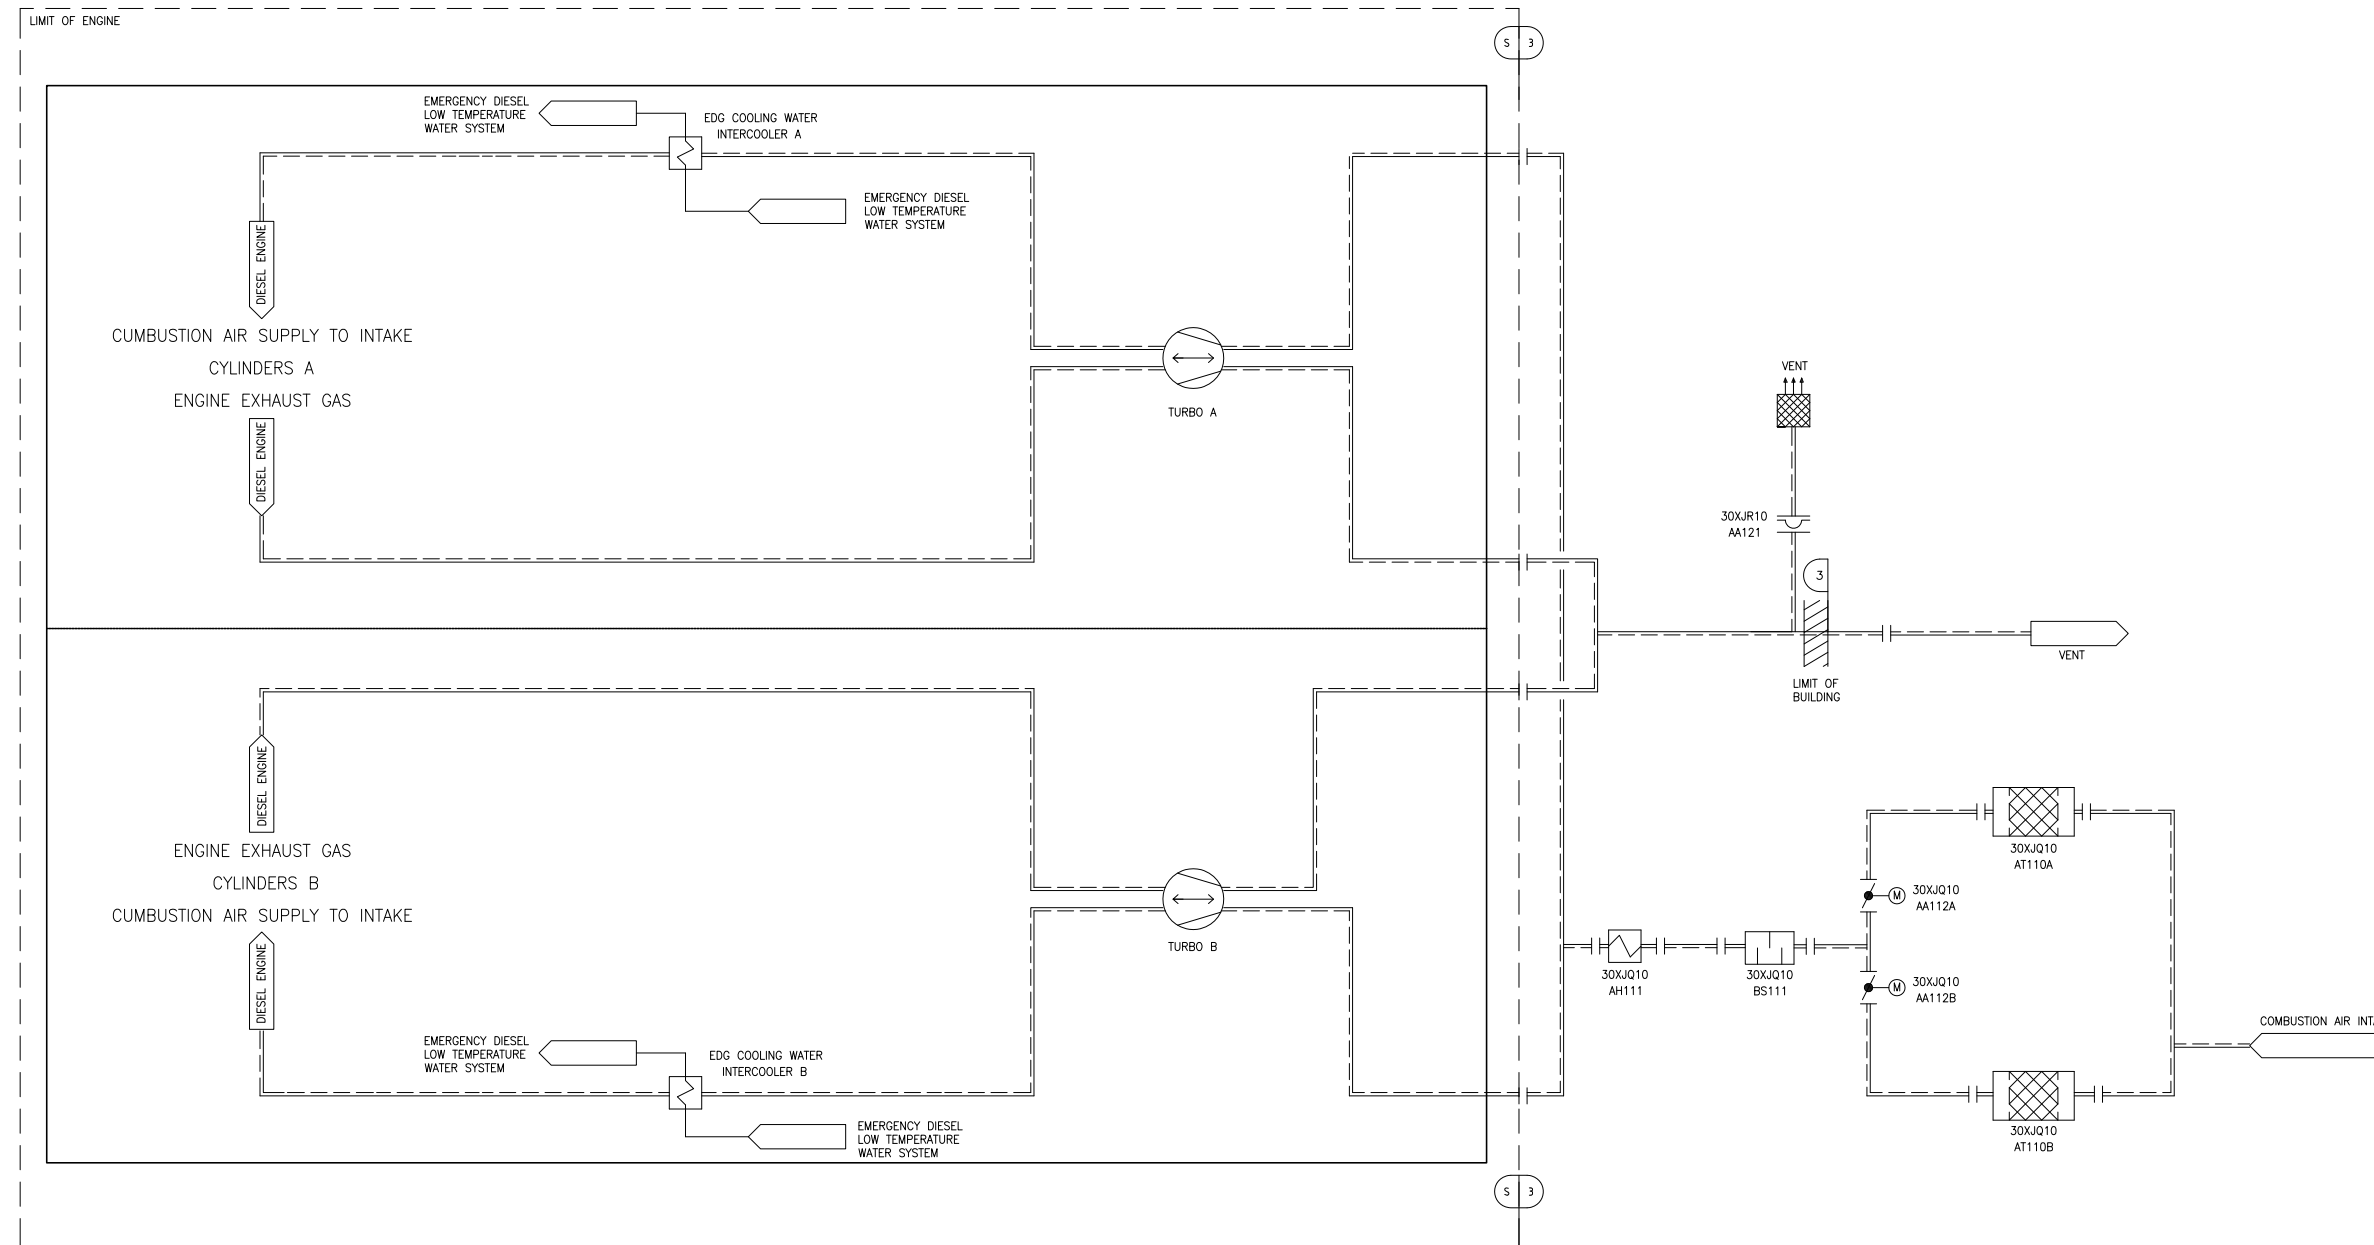 LIMIT OF ENGINE
S 3
EMERGENCY DIESEL
LOW TEMPERATURE
WATER SYSTEM
EDG COOLING WATER
INTERCOOLER A
EMERGENCY DIESEL
LOW TEMPERATURE
WATER SYSTEM
DIESEL ENGINE
CUMBUSTION AIR SUPPLY TO INTAKE
CYLINDERS A
ENGINE EXHAUST GAS
DIESEL ENGINE
TURBO A
VENT
30XJR10
AA121
3
VENT
LIMIT OF
BUILDING
DIESEL ENGINE
ENGINE EXHAUST GAS
CYLINDERS B
CUMBUSTION AIR SUPPLY TO INTAKE
DIESEL ENGINE
TURBO B
30XJQ10
AT110A
M
30XJQ10
AA112A
30XJQ10
AH111
30XJQ10
BS111
M
30XJQ10
AA112B
COMBUSTION AIR INT
30XJQ10
AT110B
EMERGENCY DIESEL
LOW TEMPERATURE
WATER SYSTEM
EDG COOLING WATER
INTERCOOLER B
EMERGENCY DIESEL
LOW TEMPERATURE
WATER SYSTEM
S 3